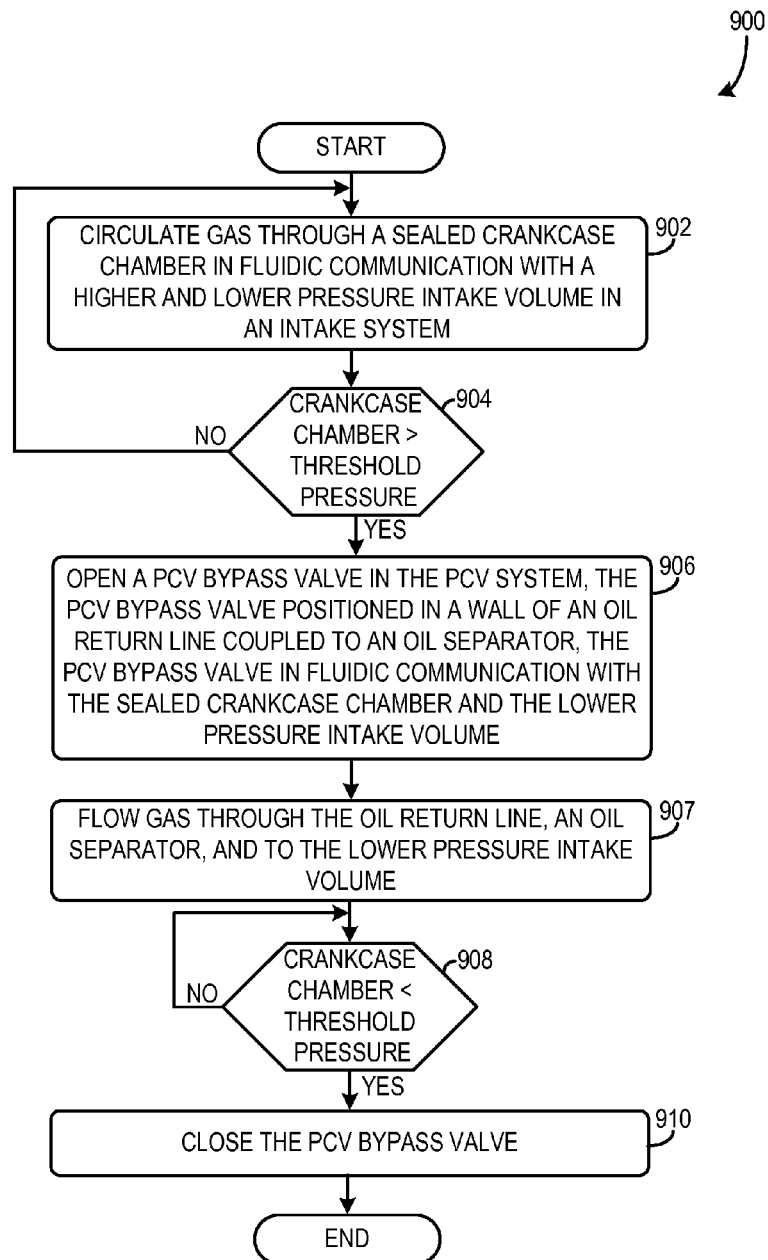 900
START
CIRCULATE GAS THROUGH A SEALED CRANKCASE
CHAMBER IN FLUIDIC COMMUNICATION WITH A
HIGHER AND LOWER PRESSURE INTAKE VOLUME IN
AN INTAKE SYSTEM
902
CRANKCASE
CHAMBER >
THRESHOLD
PRESSURE
904
NO
YES
OPEN A PCV BYPASS VALVE IN THE PCV SYSTEM, THE
PCV BYPASS VALVE POSITIONED IN A WALL OF AN OIL
RETURN LINE COUPLED TO AN OIL SEPARATOR, THE
PCV BYPASS VALVE IN FLUIDIC COMMUNICATION WITH
THE SEALED CRANKCASE CHAMBER AND THE LOWER
PRESSURE INTAKE VOLUME
906
FLOW GAS THROUGH THE OIL RETURN LINE, AN OIL
SEPARATOR, AND TO THE LOWER PRESSURE INTAKE
VOLUME
907
CRANKCASE
CHAMBER <
THRESHOLD
PRESSURE
908
NO
YES
CLOSE THE PCV BYPASS VALVE
910
END